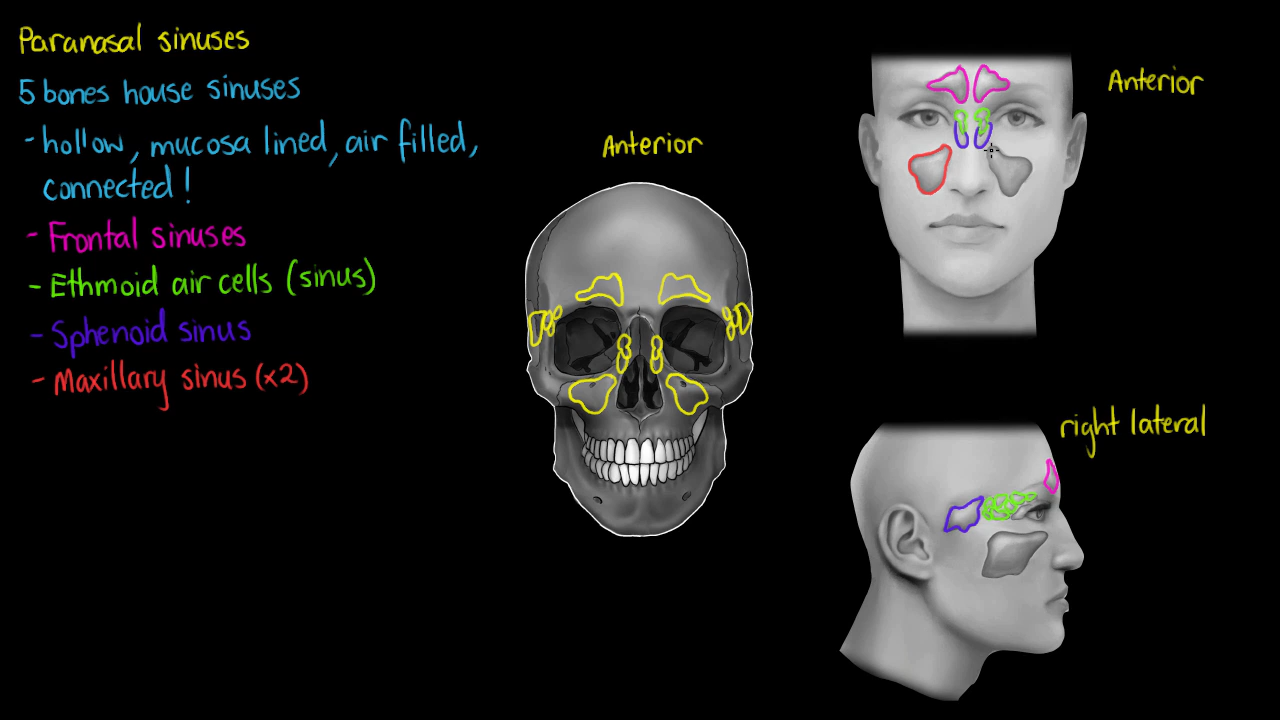 Paranasal sinuses
5 bones house sinuses
- hollow, mucosa lined, air filled,
connected!
- Frontal sinuses
- Ethmoid air cells (sinus)
- Sphenoid sinus
- Maxillary sinus (x2)
Anterior
Anterior
right lateral